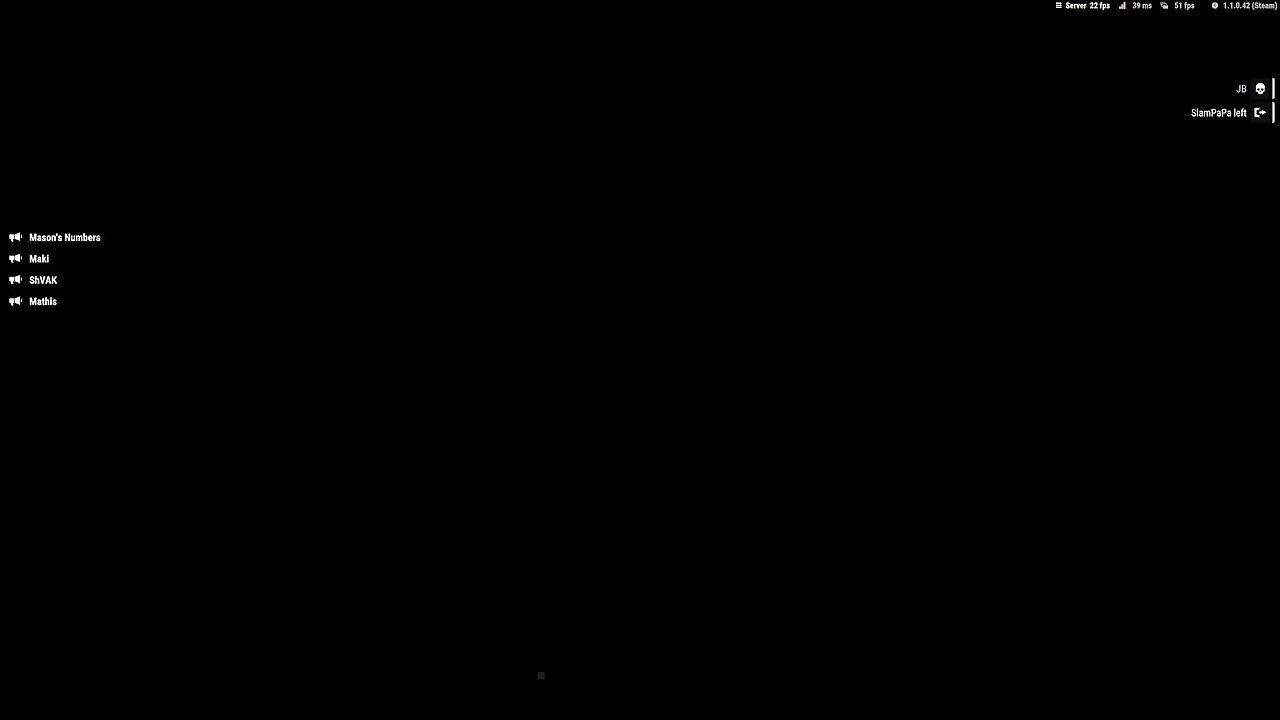 Server 22 fps 39 ms 51 fps 1.1.0.42 (Steam)
JB
SlamPaPa left
Mason's Numbers
Maki
ShVAK
Mathis